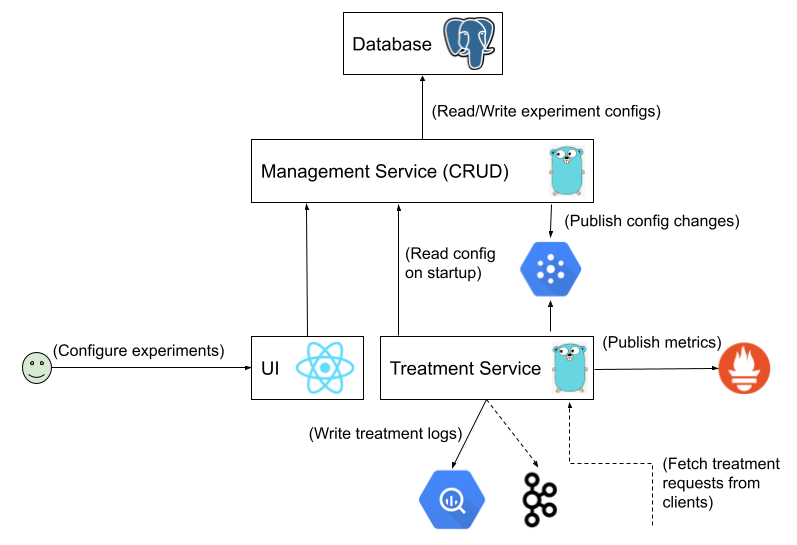 Database
(Read/Write experiment configs)
Management Service (CRUD)
(Publish config changes)
(Read config
on startup)
(Configure experiments)
UI
Treatment Service
(Publish metrics)
(Write treatment logs)
(Fetch treatment
requests from
clients)